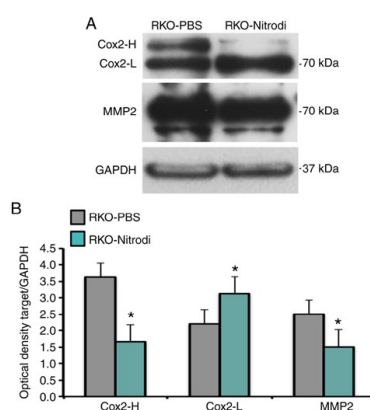 A
RKO-PBS RKO-Nitrodi
Cox2-H
Cox2-L -70 kDa
MMP2 -70 kDa
GAPDH -37 kDa
B
RKO-PBS
RKO-Nitrodi
Optical density target/GAPDH
4.5
4.0
3.5
3.0
2.5
2.0
1.5
1.0
0.5
0.0
* * *
Cox2-H Cox2-L MMP2